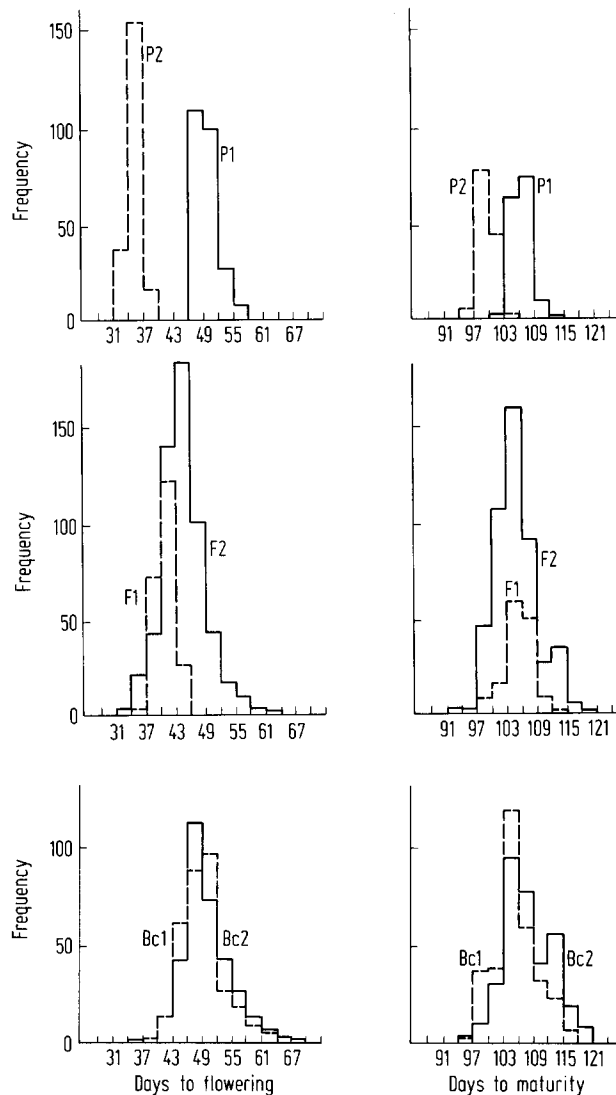 150
100
50
0
Frequency
P2
P1
31 37 43 49 55 61 67
P2
P1
91 97 103 109 115 121
150
100
50
0
Frequency
F1
F2
31 37 43 49 55 61 67
F2
F1
91 97 103 109 115 121
100
50
0
Frequency
Bc1
Bc2
31 37 43 49 55 61 67
Days to flowering
Bc1
Bc2
91 97 103 109 115 121
Days to maturity